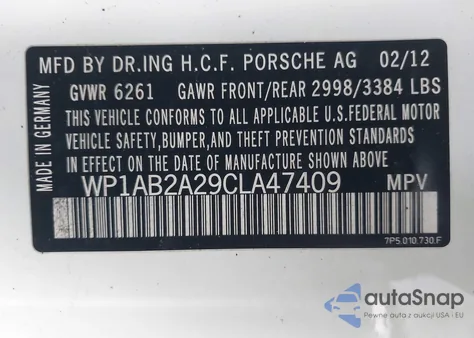 MFD BY DR.ING H.C.F. PORSCHE AG 02/12
GVWR 6261 GAWR FRONT/REAR 2998/3384 LBS
THIS VEHICLE CONFORMS TO ALL APPLICABLE U.S.FEDERAL MOTOR
VEHICLE SAFETY,BUMPER,AND THEFT PREVENTION STANDARDS
IN EFFECT ON THE DATE OF MANUFACTURE SHOWN ABOVE
WP1AB2A29CLA47409 MPV
7P5.010.730.F
MADE IN GERMANY
autoSnap
Pewne auta z aukcji USA i EU